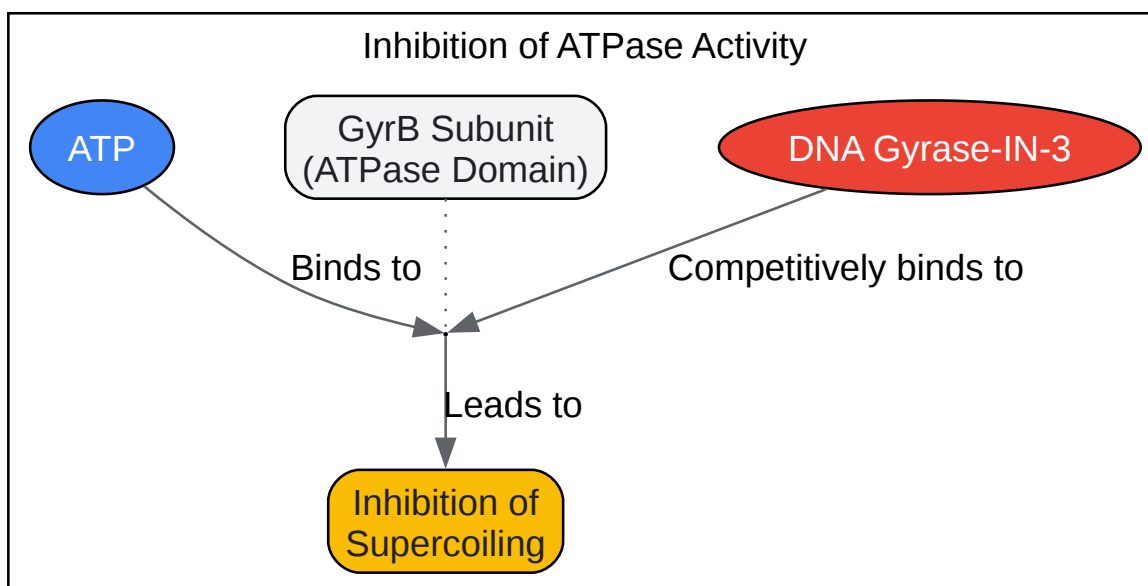 Inhibition of ATPase Activity
ATP
GyrB Subunit
(ATPase Domain)
DNA Gyrase-IN-3
Binds to
Competitively binds to
Leads to
Inhibition of
Supercoiling